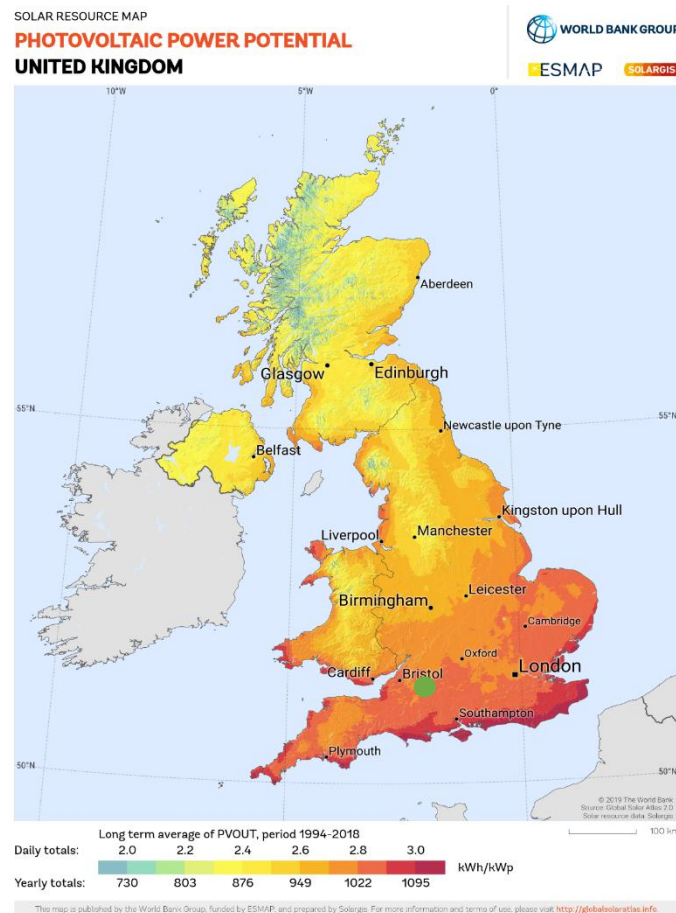 SOLAR RESOURCE MAP
PHOTOVOLTAIC POWER POTENTIAL
UNITED KINGDOM
WORLD BANK GROUP
ESMAP
SOLARGIS
10°W
5°W
0°
Aberdeen
Glasgow
Edinburgh
55°N
55°N
Newcastle upon Tyne
Belfast
Kingston upon Hull
Liverpool
Manchester
Leicester
Birmingham
Cambridge
Oxford
London
Cardiff
Bristol
Southampton
Plymouth
50°N
50°N
© 2019 The World Bank
Source: Global Solar Atlas 2.0
Solar resource data: Solargis
100 km
Long term average of PVOUT, period 1994-2018
Daily totals: 2.0 2.2 2.4 2.6 2.8 3.0
kWh/kWp
Yearly totals: 730 803 876 949 1022 1095
This map is published by the World Bank Group, funded by ESMAP, and prepared by Solargis. For more information and terms of use, please visit http://globalsolaratlas.info.